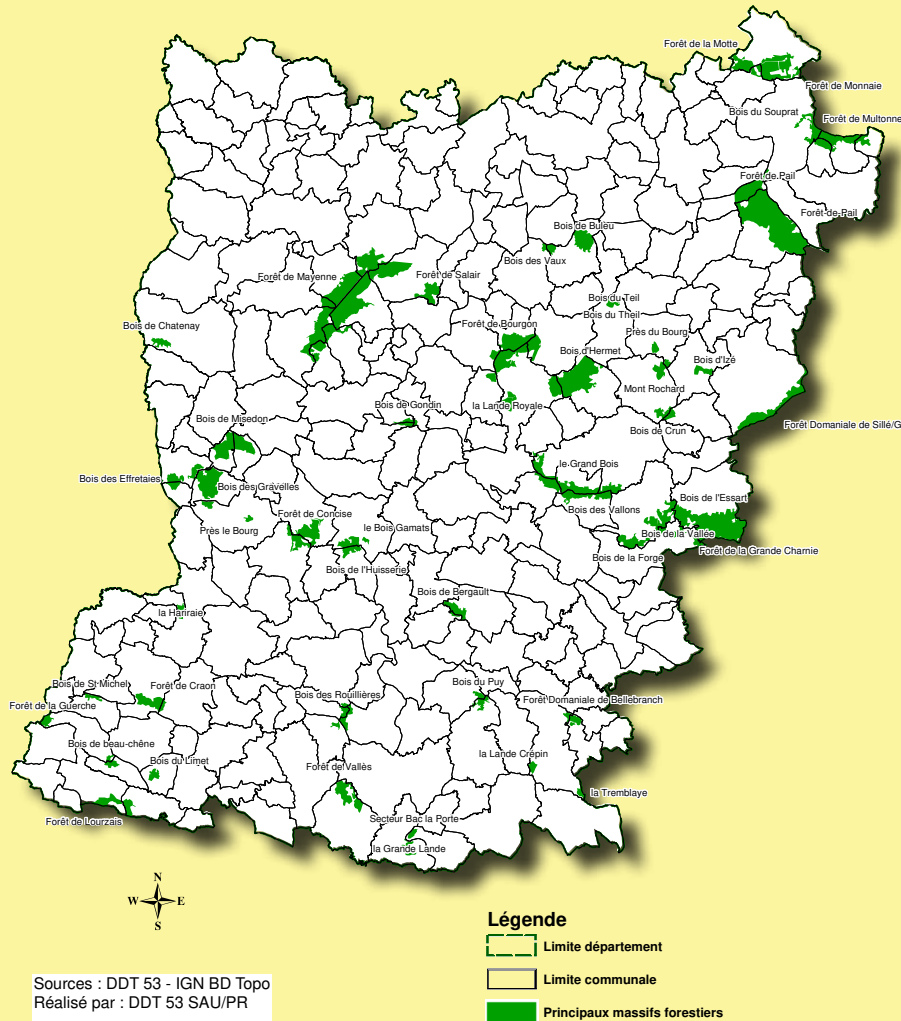 Forêt de la Motte
Forêt de Monnaie
Bois du Souprat
Forêt de Multonne
Forêt de Pail
Forêt de Pail
Bois de Buleu
Bois des Vaux
Forêt de Mayenne
Forêt de Salair
Bois du Teil
Bois du Theil
Bois de Chatenay
Forêt de Bourgon
Près du Bourg
Bois d'Hermet
Bois d'Izé
Mont Rochard
la Lande Royale
Bois de Gondin
Bois de Misedon
Bois de Crun
Forêt Domaniale de Sillé/G
le Grand Bois
Bois des Effretaies
Bois des Gravelles
Bois de l'Essart
Bois des Vallons
Forêt de Concise
Près le Bourg
le Bois Gamats
Bois de la Vallée
Forêt de la Grande Charnie
Bois de la Forge
Bois de l'Huisserie
Bois de Bergault
la Hariraie
Bois de St Michel
Forêt de Craon
Bois du Puy
Bois des Rouillières
Forêt Domaniale de Bellebranch
Forêt de la Guerche
Bois de beau-chêne
Bois du Limet
la Lande Crépin
Forêt de Vallès
la Tremblaye
Forêt de Lourzais
Secteur Bac la Porte
la Grande Lande
N
W E
S
Légende
Limite département
Limite communale
Principaux massifs forestiers
Sources : DDT 53 - IGN BD Topo
Réalisé par : DDT 53 SAU/PR